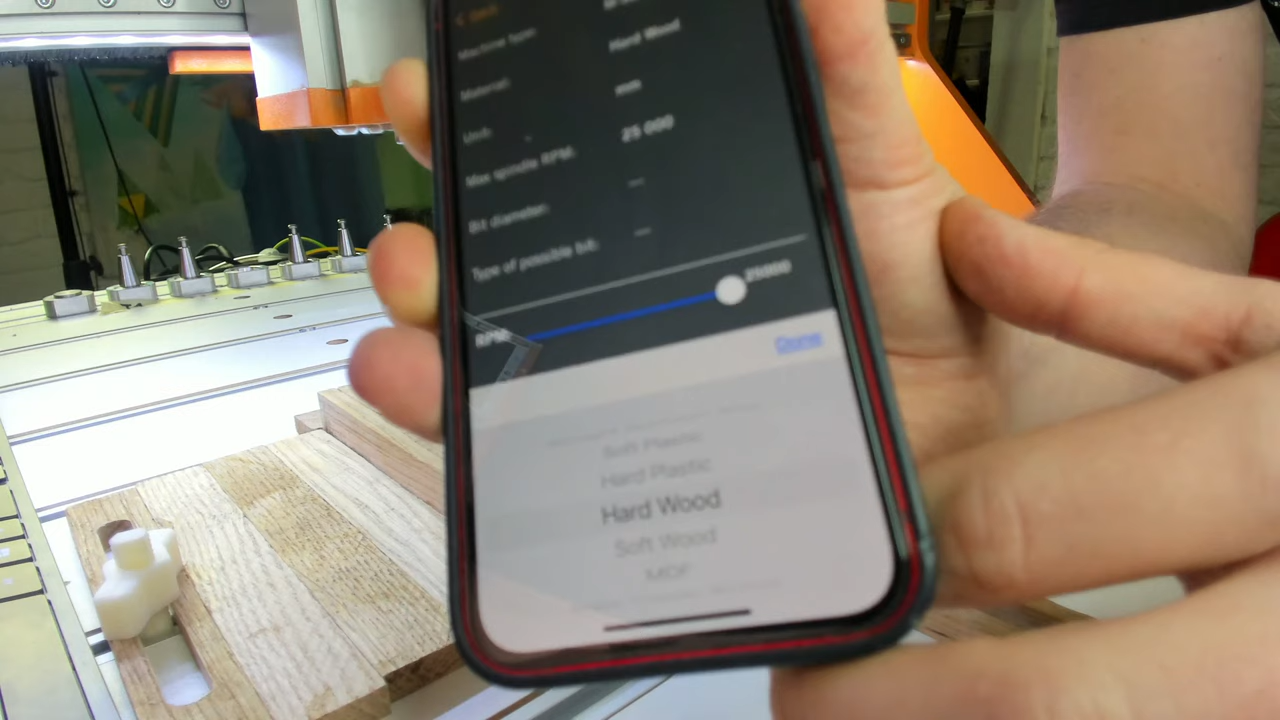 Machine type:
Hard Wood
Material:
mm
Unit:
25 000
Max spindle RPM:
---
Bit diameter:
---
Type of possible bit:
25000
RPM
Done
Soft Plastic
Hard Plastic
Hard Wood
Soft Wood
MDF